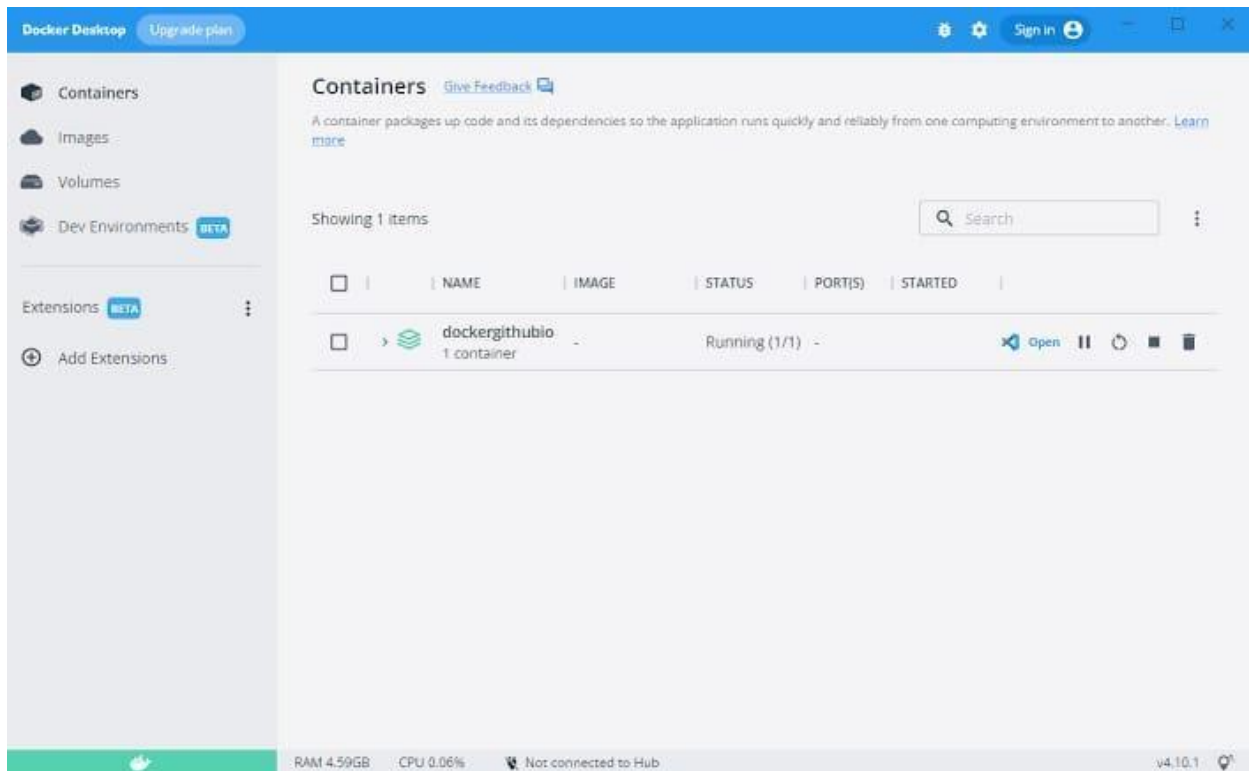 Docker Desktop Upgrade plan Sign in
Containers
Images
Volumes
Dev Environments BETA
Extensions BETA
Add Extensions
Containers Give Feedback
A container packages up code and its dependencies so the application runs quickly and reliably from one computing environment to another. Learn
more
Showing 1 items Search
NAME IMAGE STATUS PORT(S) STARTED
dockergithubio - Running (1/1) - Open
1 container
RAM 4.59GB CPU 0.06% Not connected to Hub v4.10.1